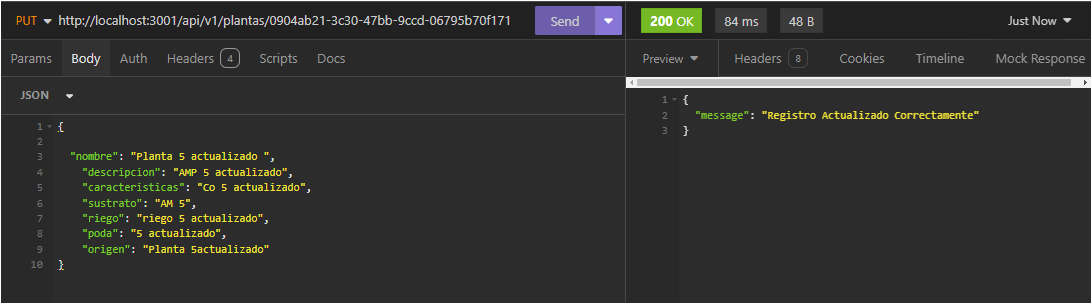 PUT http://localhost:3001/api/v1/plantas/0904ab21-3c30-47bb-9ccd-06795b70f171 Send
Params Body Auth Headers 4 Scripts Docs
JSON
1 {
2
3 "nombre": "Planta 5 actualizado ",
4 "descripcion": "AMP 5 actualizado",
5 "caracteristicas": "Co 5 actualizado",
6 "sustrato": "AM 5",
7 "riego": "riego 5 actualizado",
8 "poda": "5 actualizado",
9 "origen": "Planta 5actualizado"
10 }
200 OK 84 ms 48 B Just Now
Preview Headers 8 Cookies Timeline Mock Response
1 {
2 "message": "Registro Actualizado Correctamente"
3 }